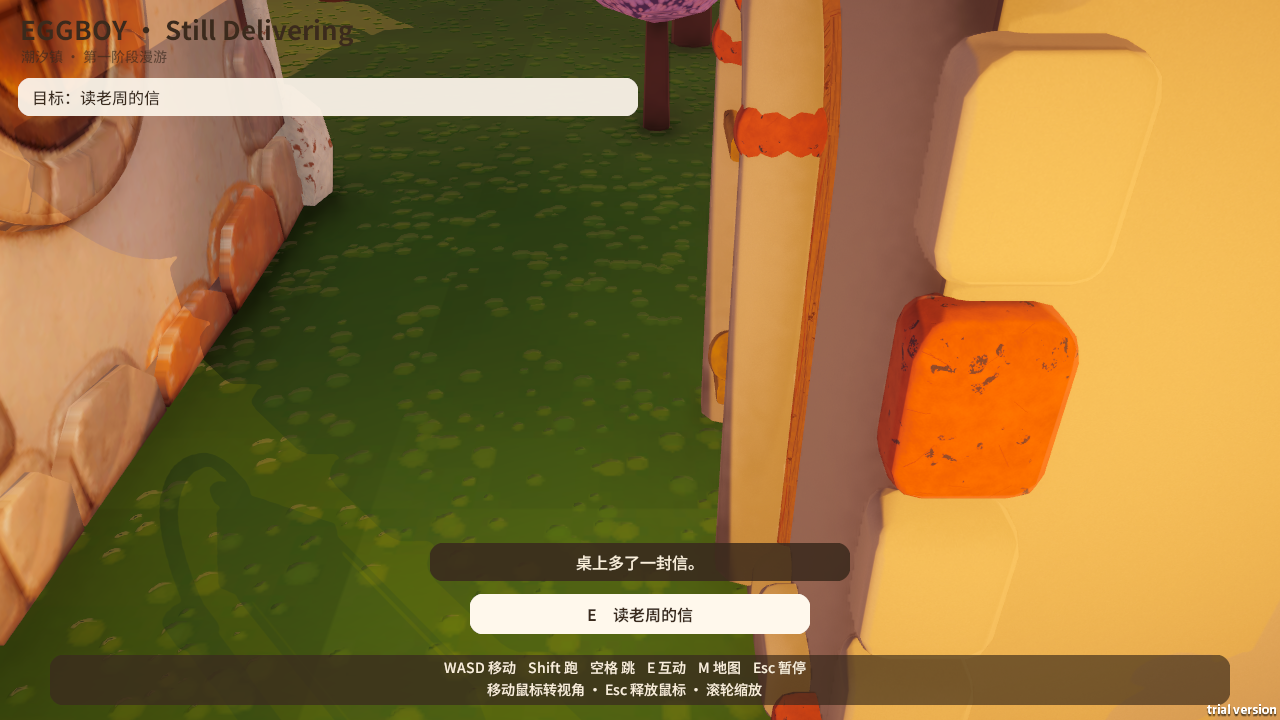 EGGBOY · Still Delivering
潮汐镇 · 第一阶段漫游
目标：读老周的信
桌上多了一封信。
E 读老周的信
WASD 移动 Shift 跑 空格 跳 E 互动 M 地图 Esc 暂停
移动鼠标转视角 · Esc 释放鼠标 · 滚轮缩放
trial version